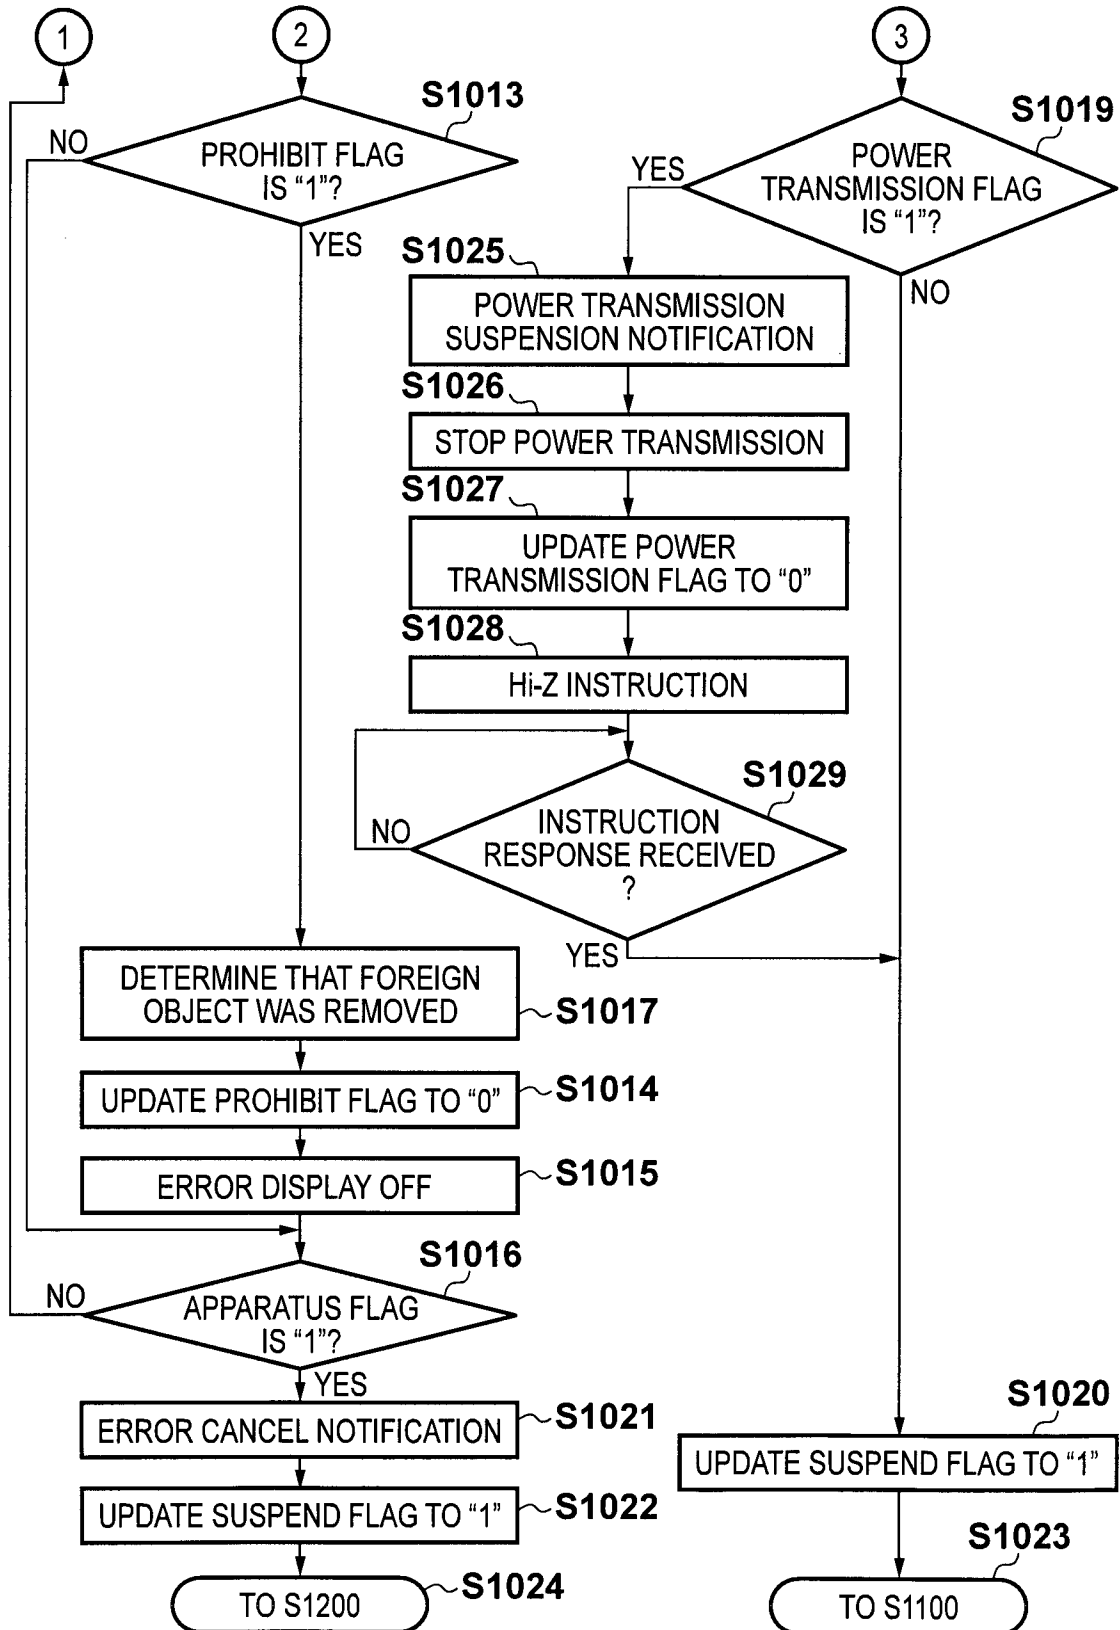 1
2
3
S1013
PROHIBIT FLAG
IS “1”?
NO
YES
S1019
POWER
TRANSMISSION FLAG
IS “1”?
YES
NO
S1025
POWER TRANSMISSION
SUSPENSION NOTIFICATION
S1026
STOP POWER TRANSMISSION
S1027
UPDATE POWER
TRANSMISSION FLAG TO “0”
S1028
Hi-Z INSTRUCTION
S1029
INSTRUCTION
RESPONSE RECEIVED
?
NO
YES
DETERMINE THAT FOREIGN
OBJECT WAS REMOVED
S1017
UPDATE PROHIBIT FLAG TO “0”
S1014
ERROR DISPLAY OFF
S1015
S1016
APPARATUS FLAG
IS “1”?
NO
YES
ERROR CANCEL NOTIFICATION
S1021
UPDATE SUSPEND FLAG TO “1”
S1022
TO S1200
S1024
S1020
UPDATE SUSPEND FLAG TO “1”
S1023
TO S1100